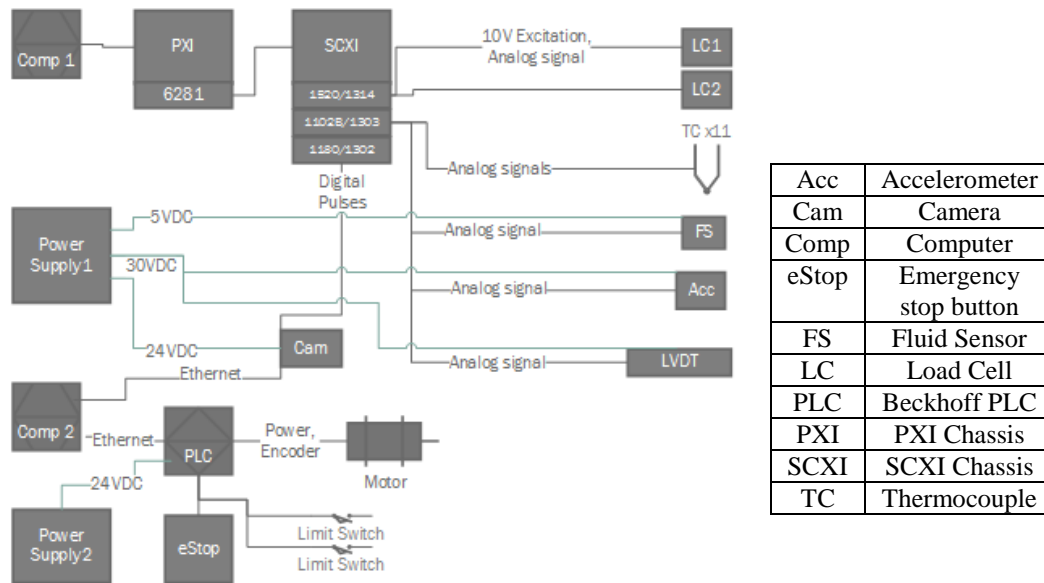 Comp 1
PXI
6281
SCXI
1520/1314
1102B/1303
1180/1302
10V Excitation,
Analog signal
LC1
LC2
TC x11
Analog signals
Digital
Pulses
Power
Supply1
5VDC
30VDC
24VDC
Analog signal
FS
Analog signal
Acc
Cam
Analog signal
LVDT
Ethernet
Comp 2
Ethernet
PLC
Power,
Encoder
Motor
24VDC
Power
Supply2
eStop
Limit Switch
Limit Switch
Acc Accelerometer
Cam Camera
Comp Computer
eStop Emergency
stop button
FS Fluid Sensor
LC Load Cell
PLC Beckhoff PLC
PXI PXI Chassis
SCXI SCXI Chassis
TC Thermocouple